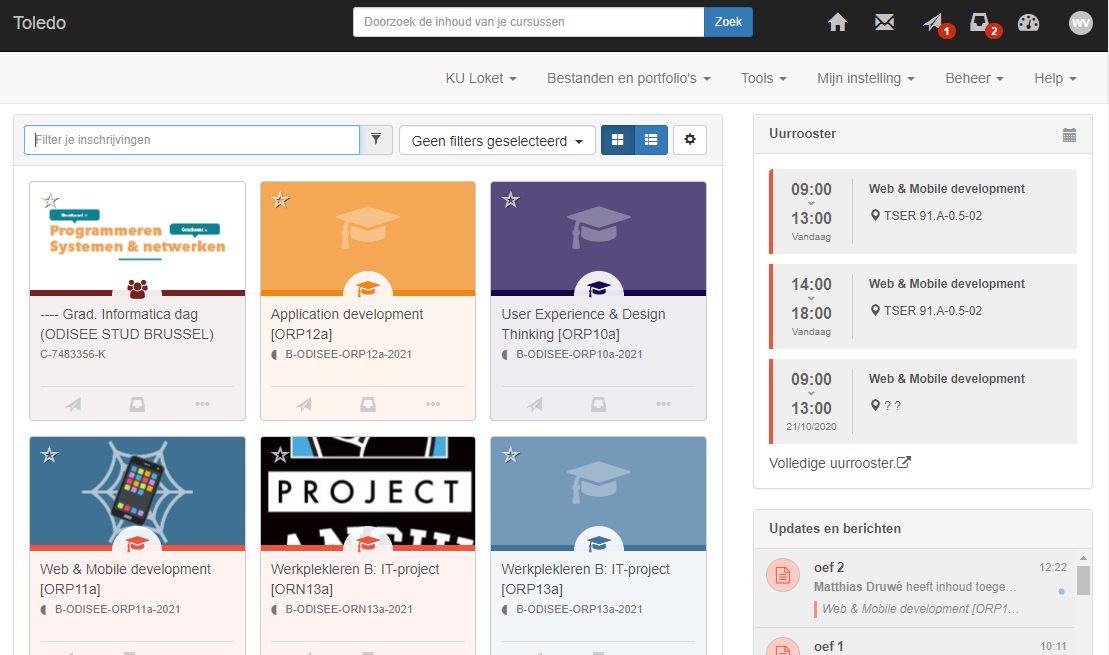 Toledo
Doorzoek de inhoud van je cursussen
Zoek
1
2
WV
KU Loket
Bestanden en portfolio's
Tools
Mijn instelling
Beheer
Help
Filter je inschrijvingen
Geen filters geselecteerd
Programmeren
Systemen & netwerken
---- Grad. Informatica dag
(ODISEE STUD BRUSSEL)
C-7483356-K
Application development
[ORP12a]
B-ODISEE-ORP12a-2021
User Experience & Design
Thinking [ORP10a]
B-ODISEE-ORP10a-2021
Web & Mobile development
[ORP11a]
B-ODISEE-ORP11a-2021
PROJECT
Werkplekleren B: IT-project
[ORN13a]
B-ODISEE-ORN13a-2021
Werkplekleren B: IT-project
[ORP13a]
B-ODISEE-ORP13a-2021
Uurrooster
09:00
13:00
Vandaag
Web & Mobile development
TSER 91.A-0.5-02
14:00
18:00
Vandaag
Web & Mobile development
TSER 91.A-0.5-02
09:00
13:00
21/10/2020
Web & Mobile development
? ?
Volledige uurrooster.
Updates en berichten
oef 2
12:22
Matthias Druwé heeft inhoud toege...
Web & Mobile development [ORP1...
oef 1
10:11